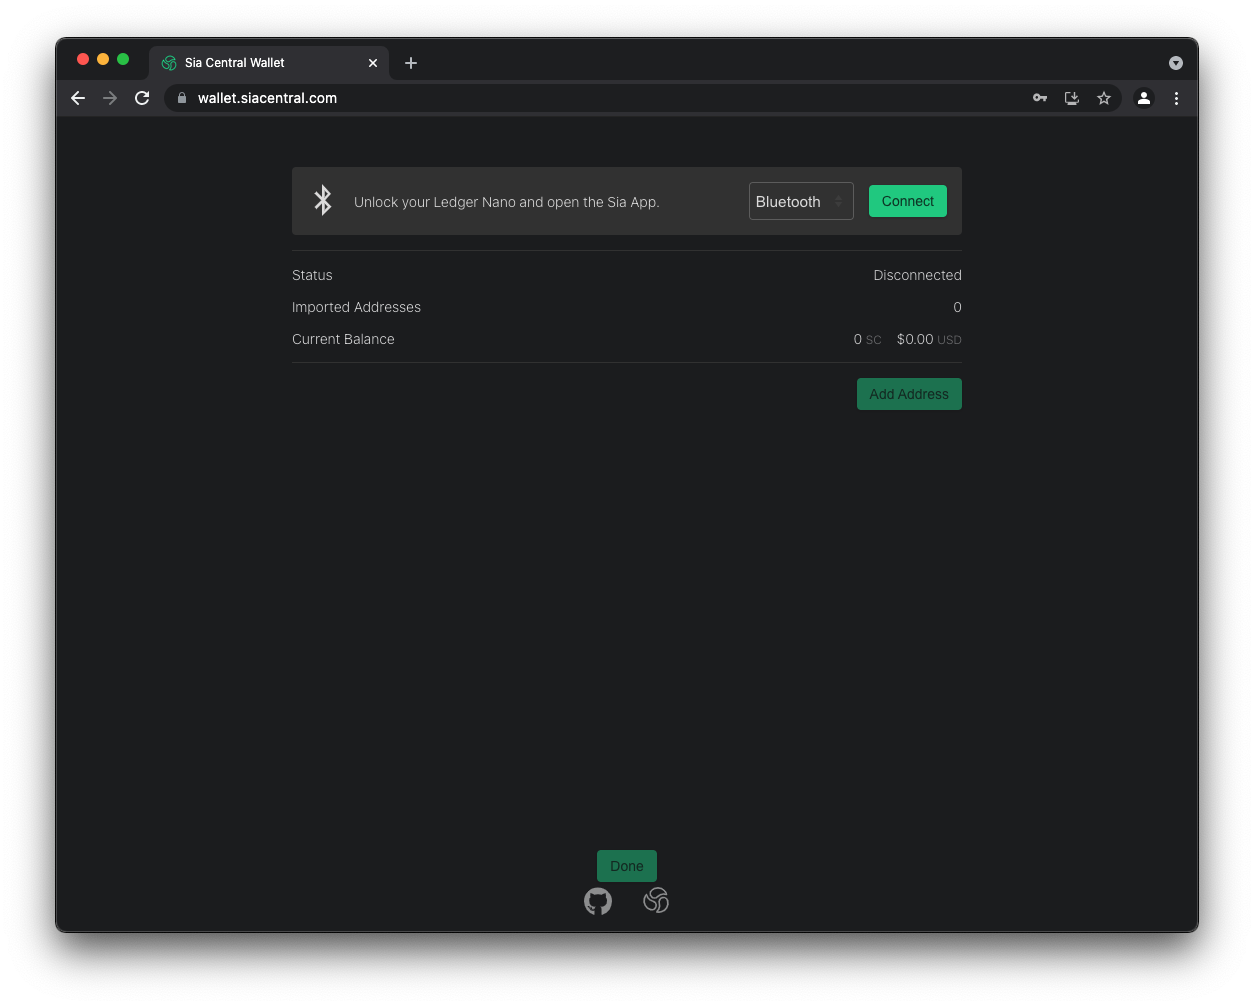 Sia Central Wallet
wallet.siacentral.com
Unlock your Ledger Nano and open the Sia App. Bluetooth Connect
Status Disconnected
Imported Addresses 0
Current Balance 0 SC $0.00 USD
Add Address
Done